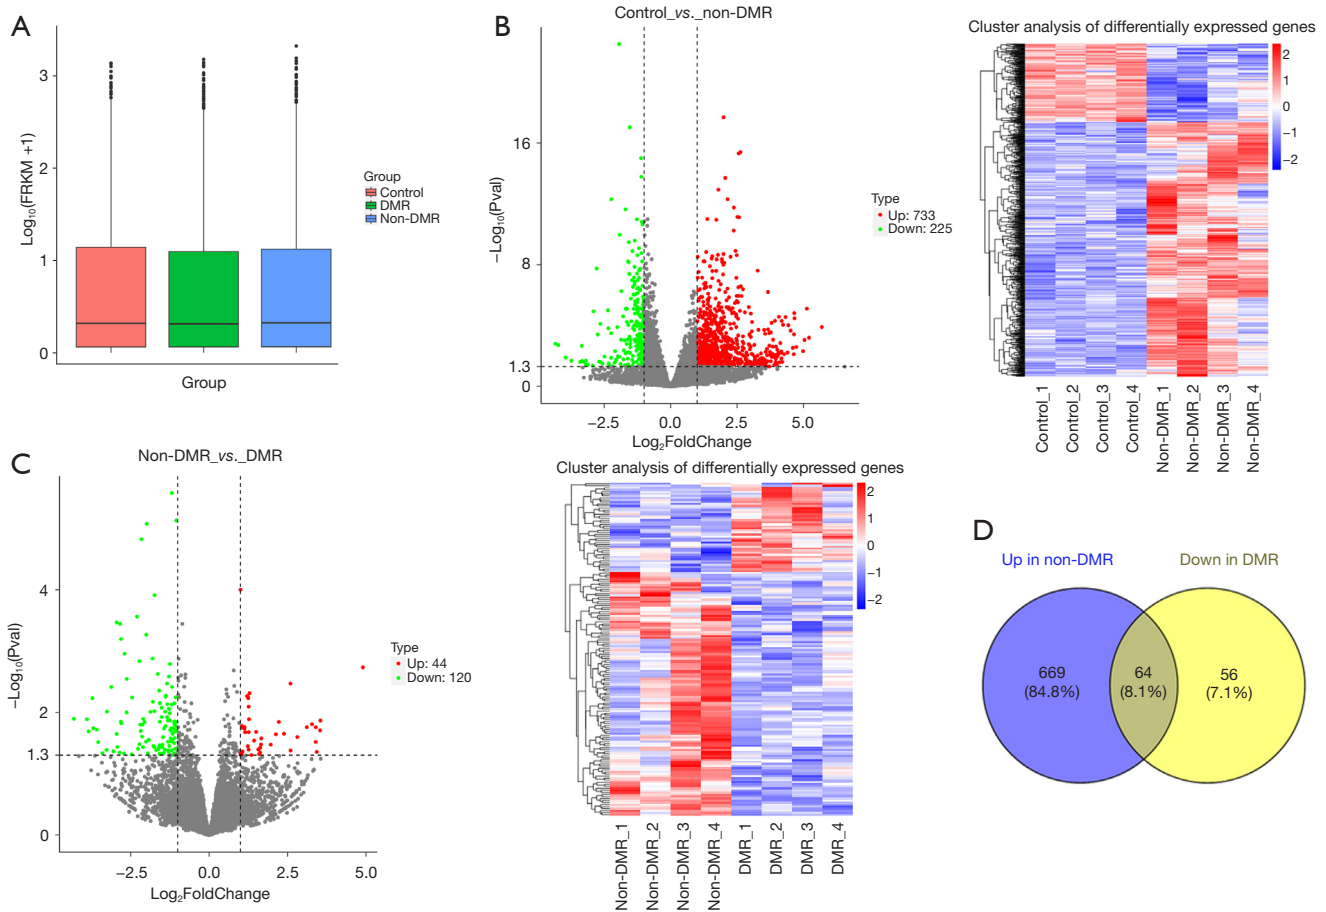 A
3
2
1
0
Log10(FRKM +1)
Group
Group
Control
DMR
Non-DMR
B
Control_vs._non-DMR
16
8
1.3
0
−Log10(Pval)
−2.5
0.0
2.5
5.0
Log2FoldChange
Type
Up: 733
Down: 225
Cluster analysis of differentially expressed genes
2
1
0
−1
−2
Control_1
Control_2
Control_3
Control_4
Non-DMR_1
Non-DMR_2
Non-DMR_3
Non-DMR_4
C
Non-DMR_vs._DMR
4
2
1.3
0
−Log10(Pval)
−2.5
0.0
2.5
5.0
Log2FoldChange
Type
Up: 44
Down: 120
Cluster analysis of differentially expressed genes
2
1
0
−1
−2
Non-DMR_1
Non-DMR_2
Non-DMR_3
Non-DMR_4
DMR_1
DMR_2
DMR_3
DMR_4
D
Up in non-DMR
Down in DMR
669
(84.8%)
64
(8.1%)
56
(7.1%)